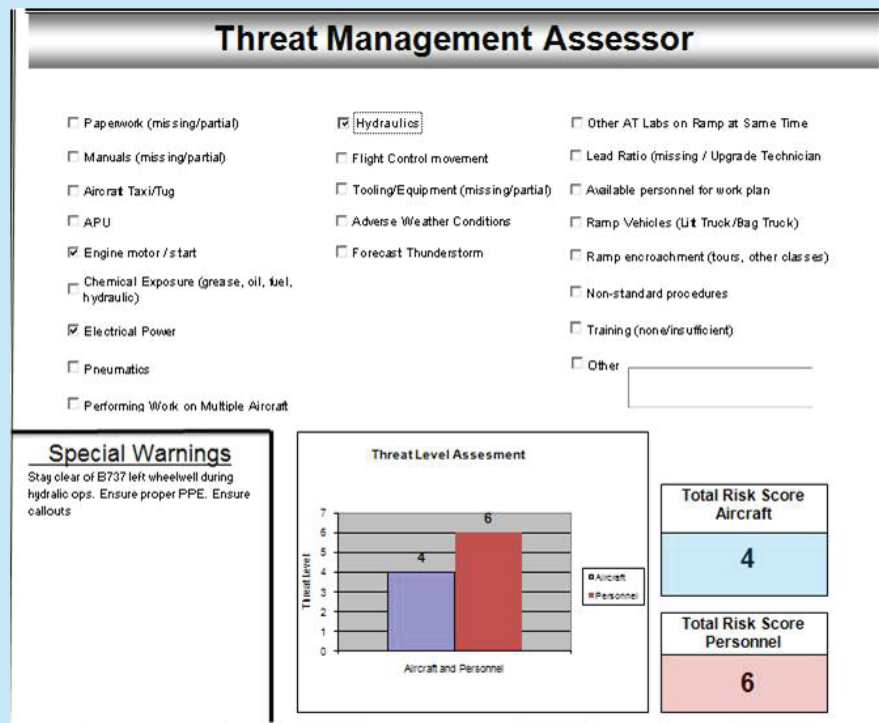 Threat Management Assessor
Paperwork (missing/partial)
Manuals (missing/partial)
Aircraft Taxi/Tug
APU
Engine motor / start
Chemical Exposure (grease, oil, fuel,
hydraulic)
Electrical Power
Pneumatics
Performing Work on Multiple Aircraft
Hydraulics
Flight Control movement
Tooling/Equipment (missing/partial)
Adverse Weather Conditions
Forecast Thunderstorm
Other AT Labs on Ramp at Same Time
Lead Ratio (missing / Upgrade Technician
Available personnel for work plan
Ramp Vehicles (Lift Truck/Bag Truck)
Ramp encroachment (tours, other classes)
Non-standard procedures
Training (none/insufficient)
Other
Special Warnings
Stay clear of B737 left wheelwell during
hydralic ops. Ensure proper PPE. Ensure
callouts
Threat Level Assesment
7
6
5
4
3
2
1
0
Threat Level
4
6
Aircraft and Personnel
Aircraft
Personnel
Total Risk Score
Aircraft
4
Total Risk Score
Personnel
6